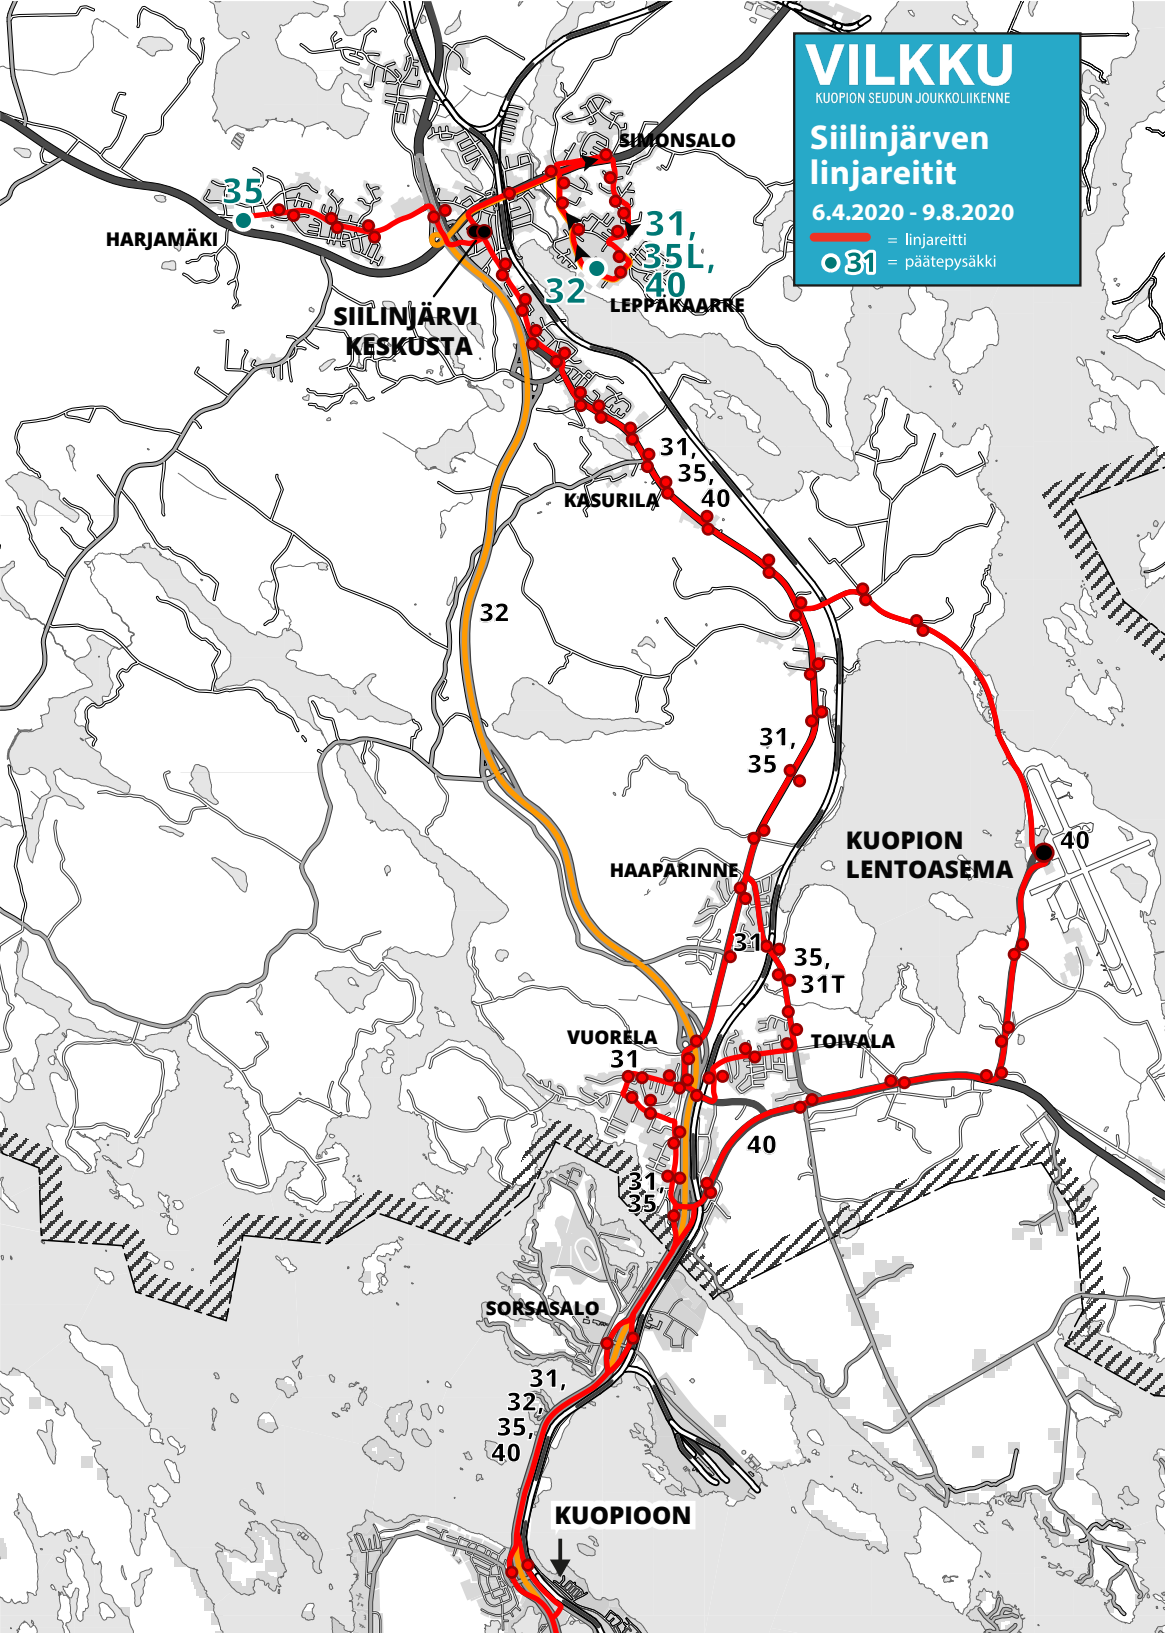 VILKKU
KUOPION SEUDUN JOUKKOLIIKENNE
Siilinjärven
linjareitit
6.4.2020 - 9.8.2020
= linjareitti
31 = päätepysäkki
SIMONSALO
35
HARJAMÄKI
31,
35L,
40
32
LEPPÄKAARRE
SIILINJÄRVI
KESKUSTA
31,
35,
40
KASURILA
32
31,
35
KUOPION
LENTOASEMA
40
HAAPARINNE
31
35,
31T
VUORELA
31
TOIVALA
40
31,
35
SORSASALO
31,
32,
35,
40
KUOPIOON